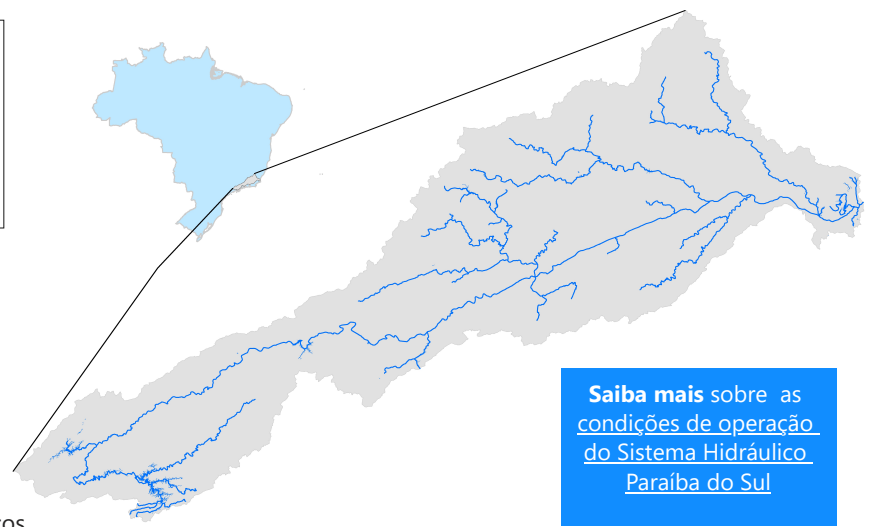 Saiba mais sobre as
condições de operação
do Sistema Hidráulico
Paraíba do Sul